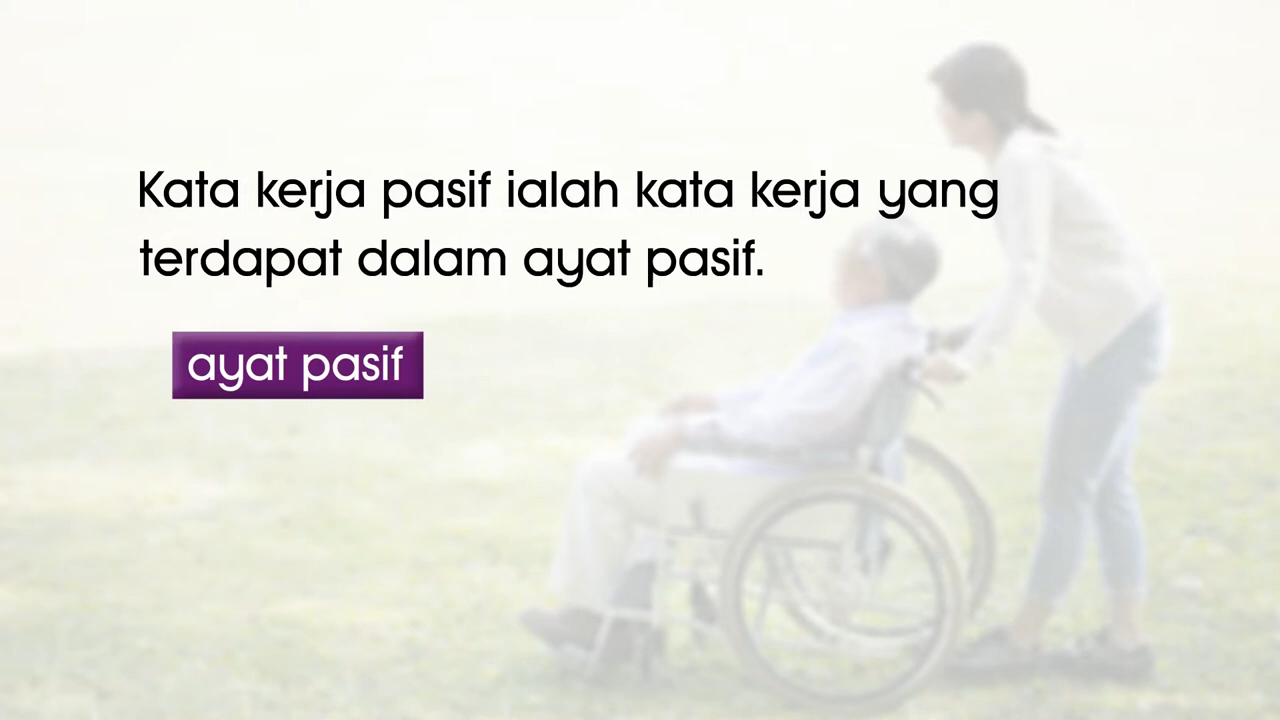 Kata kerja pasif ialah kata kerja yang
terdapat dalam ayat pasif.
ayat pasif